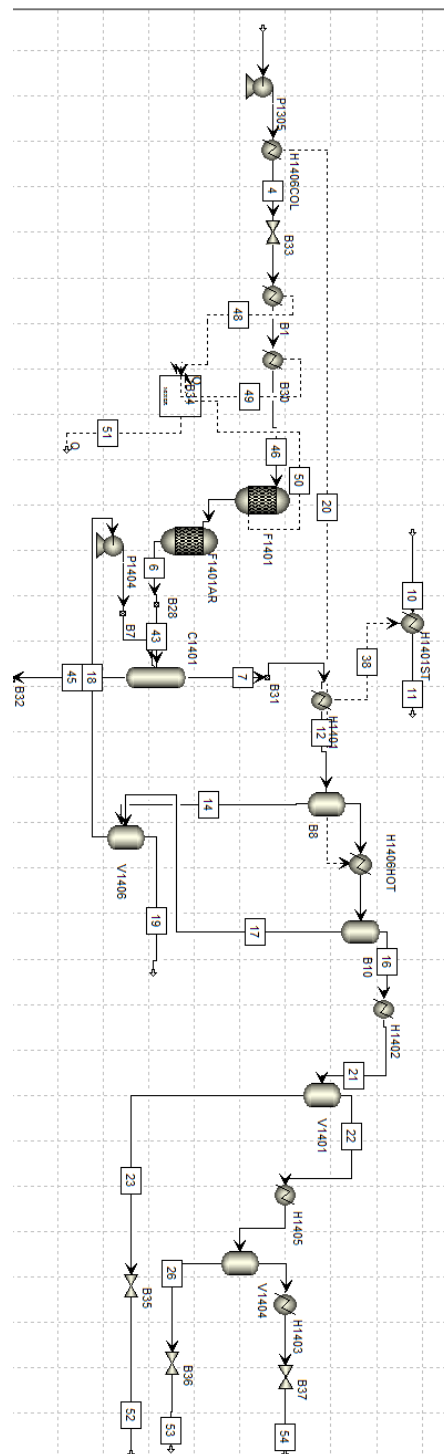 P1305
H1406COL
4
B33
48
B1
B34
Q
49
B30
51
Q
46
50
20
F1401
F1401AR
10
P1404
6
B28
H1401ST
43
B7
C1401
38
11
45
18
7
B31
B32
H1401
12
14
B8
H1406HOT
V1406
19
17
16
B10
H1402
21
V1401
22
23
H1405
26
V1404
H1403
B35
B36
B37
52
53
54